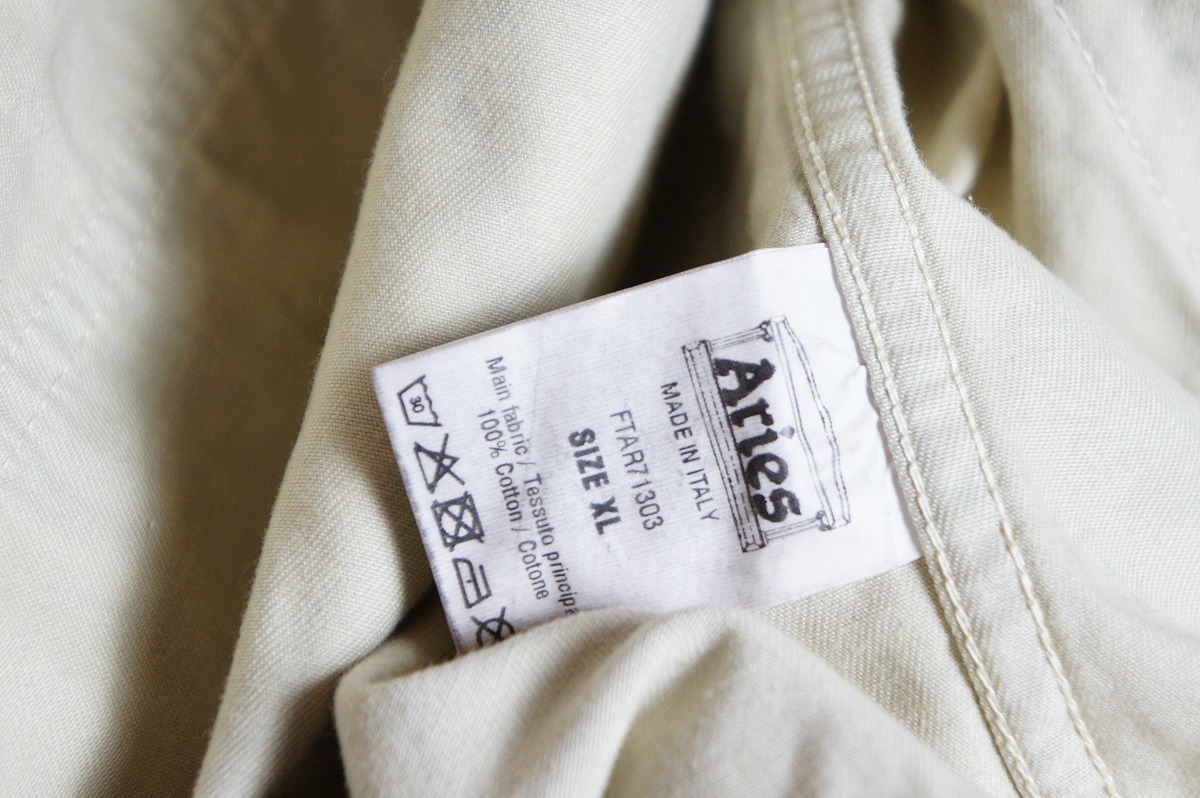 Aries
MADE IN ITALY
FTAR71303
SIZE XL
Main fabric / Tessuto principa
100% Cotton / Cotone
30